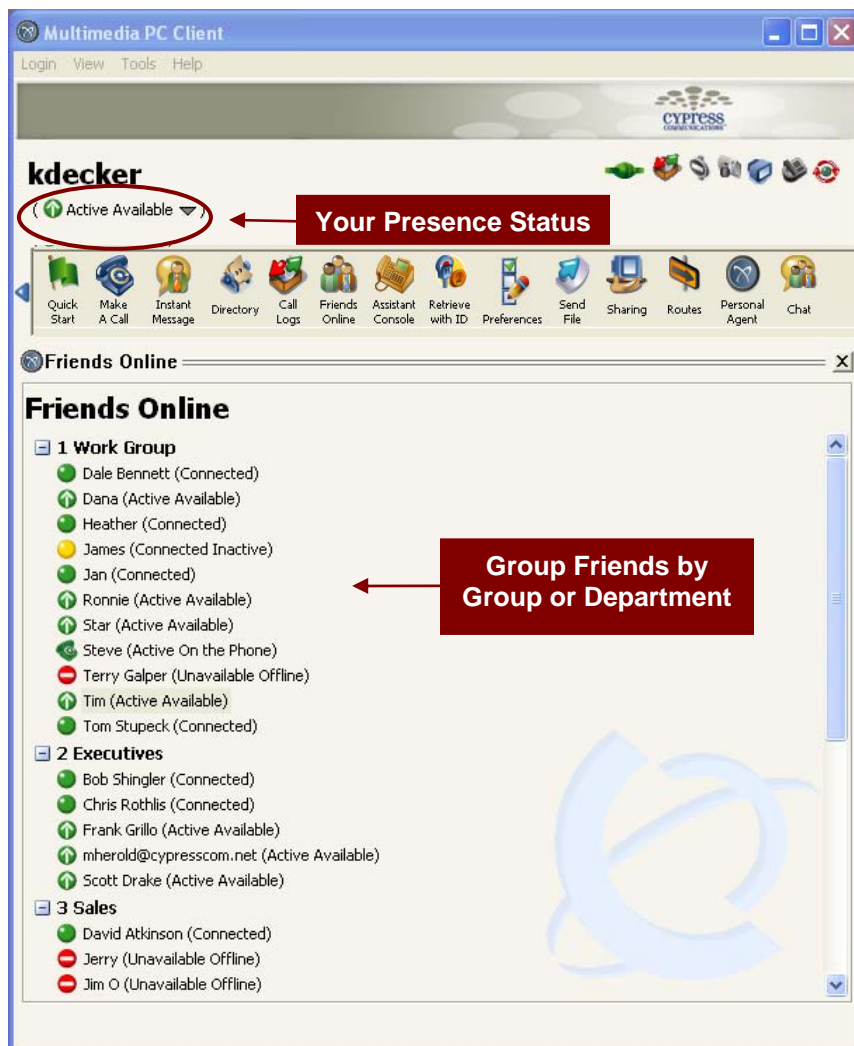 Multimedia PC Client
Login View Tools Help
CYPRESS
COMMUNICATIONS
kdecker
( Active Available )
Your Presence Status
Quick Start
Make A Call
Instant Message
Directory
Call Logs
Friends Online
Assistant Console
Retrieve with ID
Preferences
Send File
Sharing
Routes
Personal Agent
Chat
Friends Online
X
Friends Online
1 Work Group
Dale Bennett (Connected)
Dana (Active Available)
Heather (Connected)
James (Connected Inactive)
Jan (Connected)
Ronnie (Active Available)
Star (Active Available)
Steve (Active On the Phone)
Terry Galper (Unavailable Offline)
Tim (Active Available)
Tom Stupeck (Connected)
Group Friends by
Group or Department
2 Executives
Bob Shingler (Connected)
Chris Rothlis (Connected)
Frank Grillo (Active Available)
mherold@cypresscom.net (Active Available)
Scott Drake (Active Available)
3 Sales
David Atkinson (Connected)
Jerry (Unavailable Offline)
Jim O (Unavailable Offline)